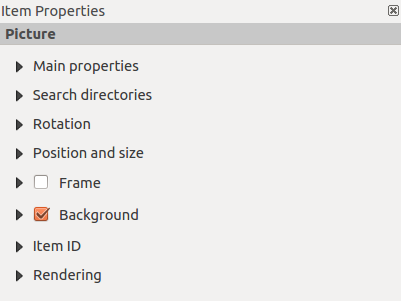 Item Properties
Picture
Main properties
Search directories
Rotation
Position and size
Frame
Background
Item ID
Rendering